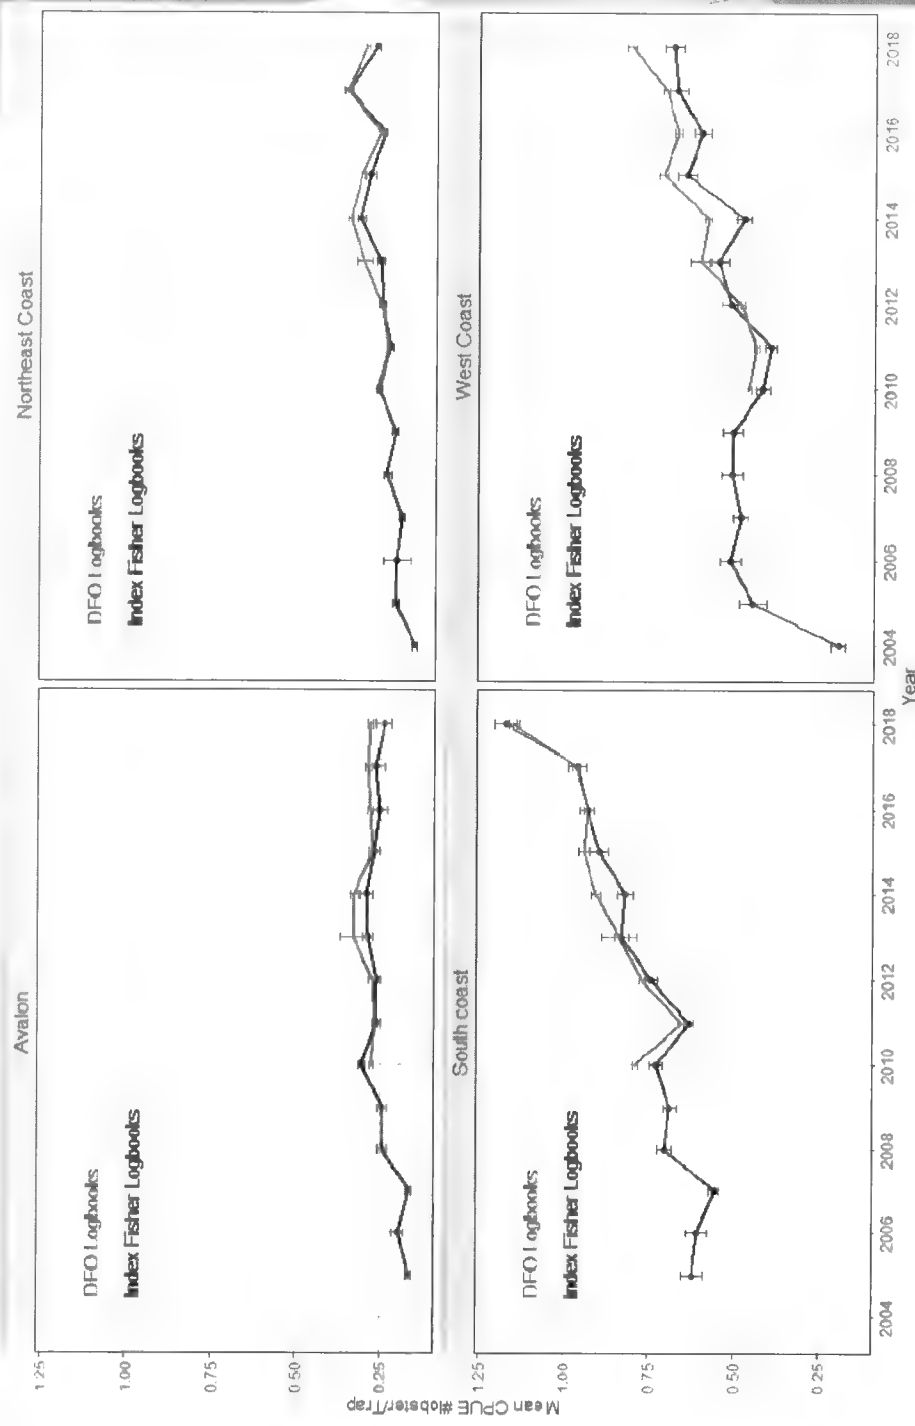 Avalon
Northeast Coast
DFO Logbooks
Index Fisher Logbooks
DFO Logbooks
Index Fisher Logbooks
1.25
1.00
0.75
0.50
0.25
Mean CPUE #lobster/Trap
South coast
West Coast
DFO Logbooks
Index Fisher Logbooks
DFO Logbooks
Index Fisher Logbooks
1.25
1.00
0.75
0.50
0.25
2004 2006 2008 2010 2012 2014 2016 2018
2004 2006 2008 2010 2012 2014 2016 2018
Year